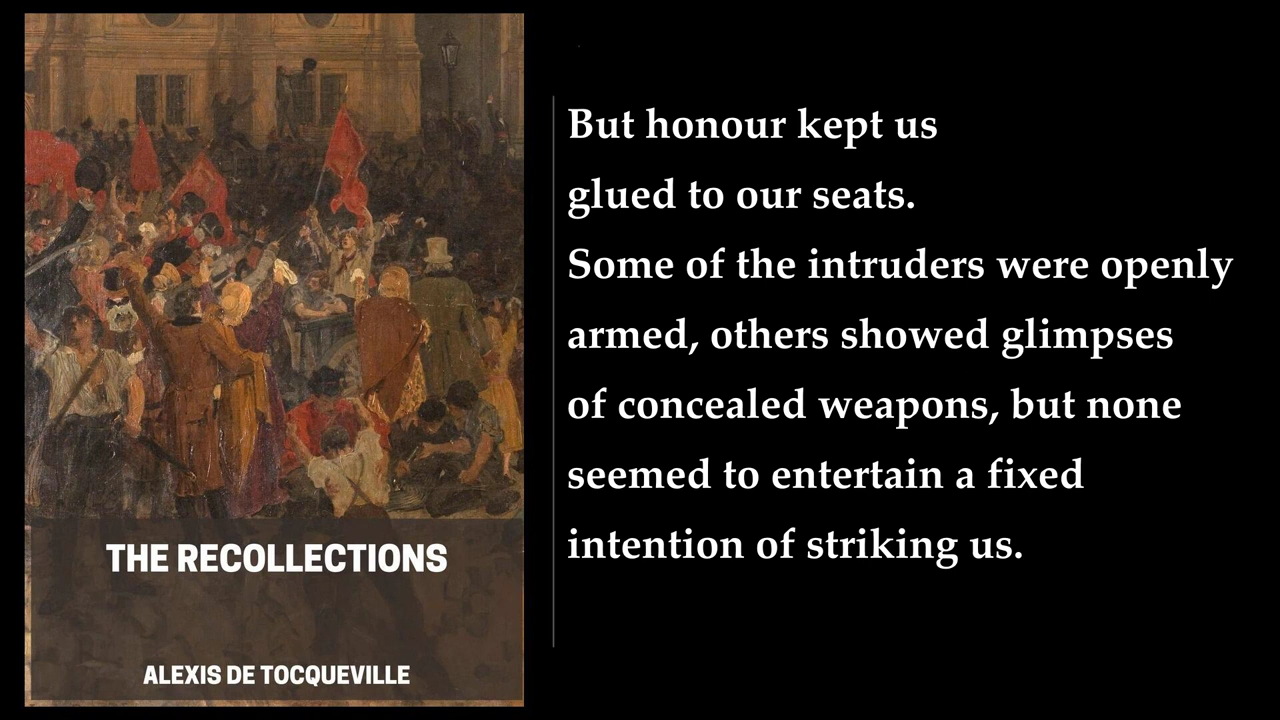 THE RECOLLECTIONS
ALEXIS DE TOCQUEVILLE
But honour kept us
glued to our seats.
Some of the intruders were openly
armed, others showed glimpses
of concealed weapons, but none
seemed to entertain a fixed
intention of striking us.